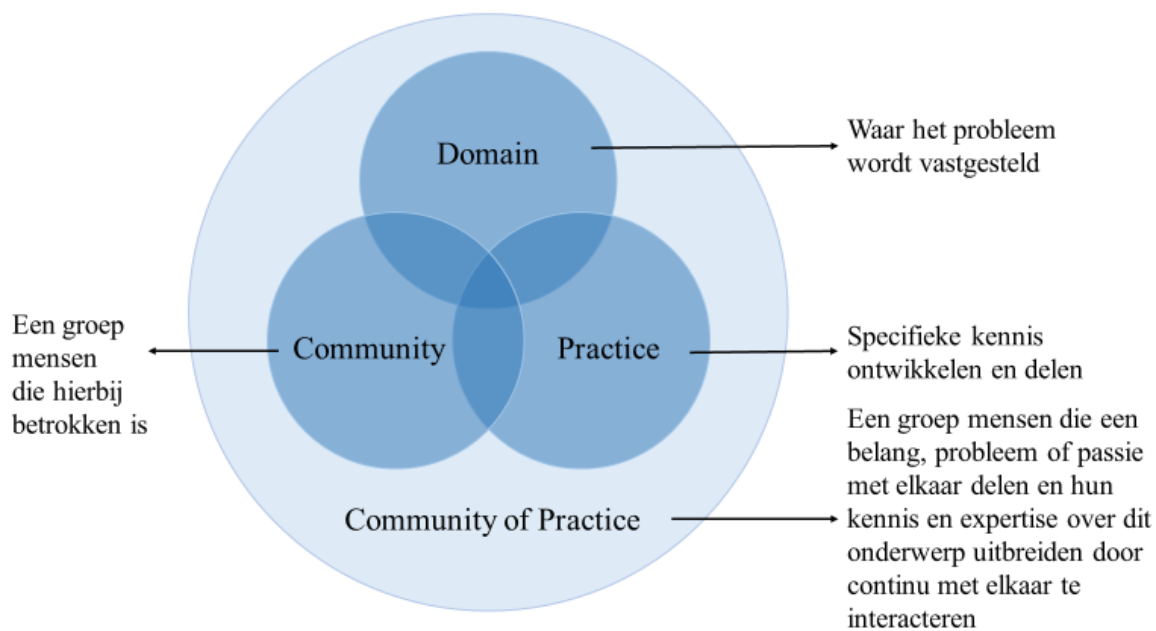 Domain
Waar het probleem
wordt vastgesteld
Een groep
mensen
die hierbij
betrokken is
Community
Practice
Specifieke kennis
ontwikkelen en delen
Community of Practice
Een groep mensen die een
belang, probleem of passie
met elkaar delen en hun
kennis en expertise over dit
onderwerp uitbreiden door
continu met elkaar te
interacteren